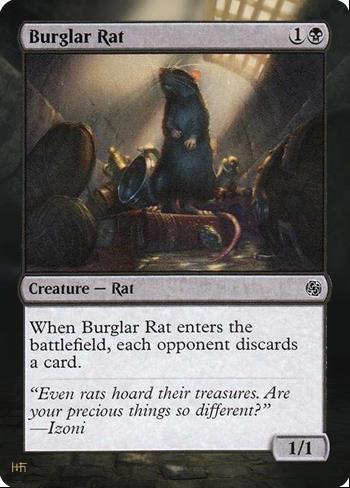 Burglar Rat 1
Creature — Rat
When Burglar Rat enters the
battlefield, each opponent discards
a card.
“Even rats hoard their treasures. Are
your precious things so different?”
—Izoni
1/1